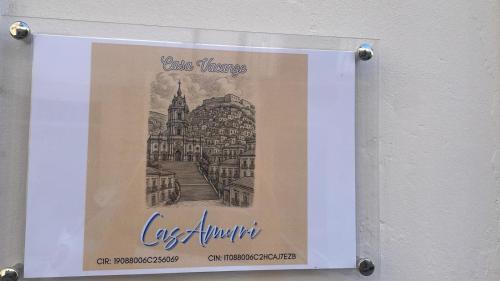 Casa Vacanze
CasAmuri
CIR: 19088006C256069 CIN: IT088006C2HCAJ7EZB